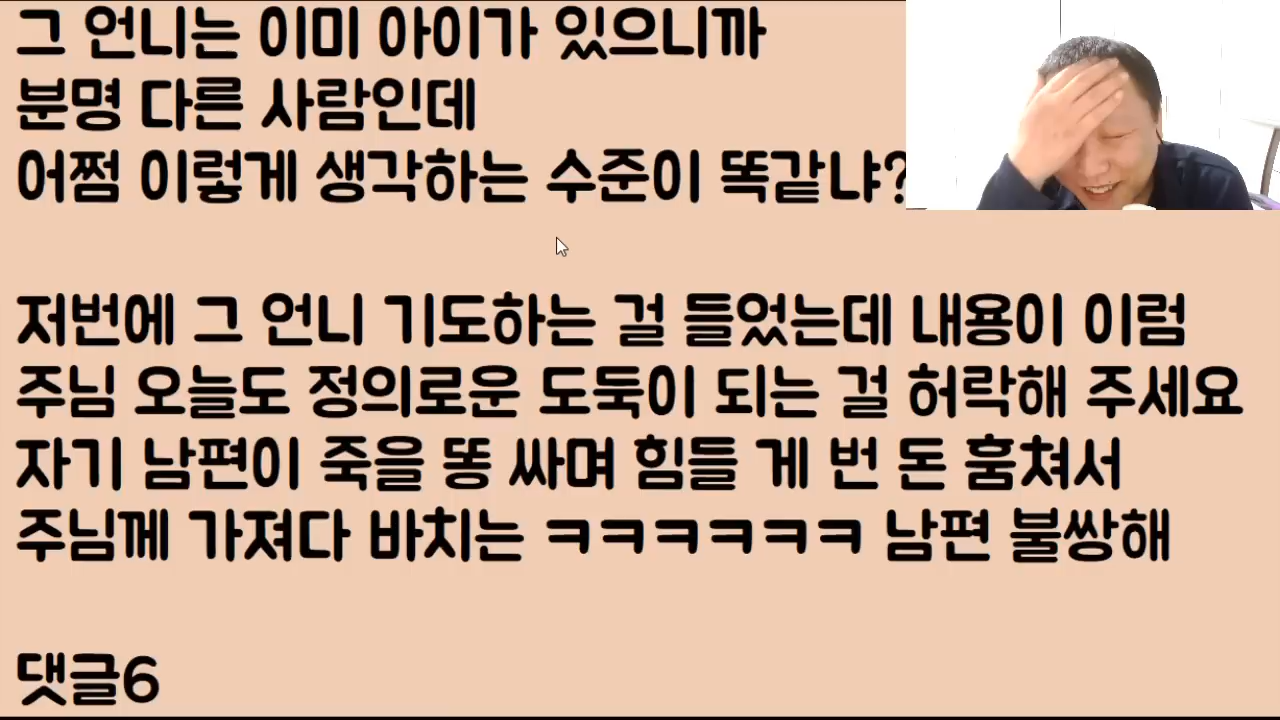 그 언니는 이미 아이가 있으니까
분명 다른 사람인데
어쩜 이렇게 생각하는 수준이 똑같냐?
저번에 그 언니 기도하는 걸 들었는데 내용이 이럼
주님 오늘도 정의로운 도둑이 되는 걸 허락해 주세요
자기 남편이 죽을 똥 싸며 힘들 게 번 돈 훔쳐서
주님께 가져다 바치는 ㅋㅋㅋㅋㅋㅋ 남편 불쌍해
댓글6